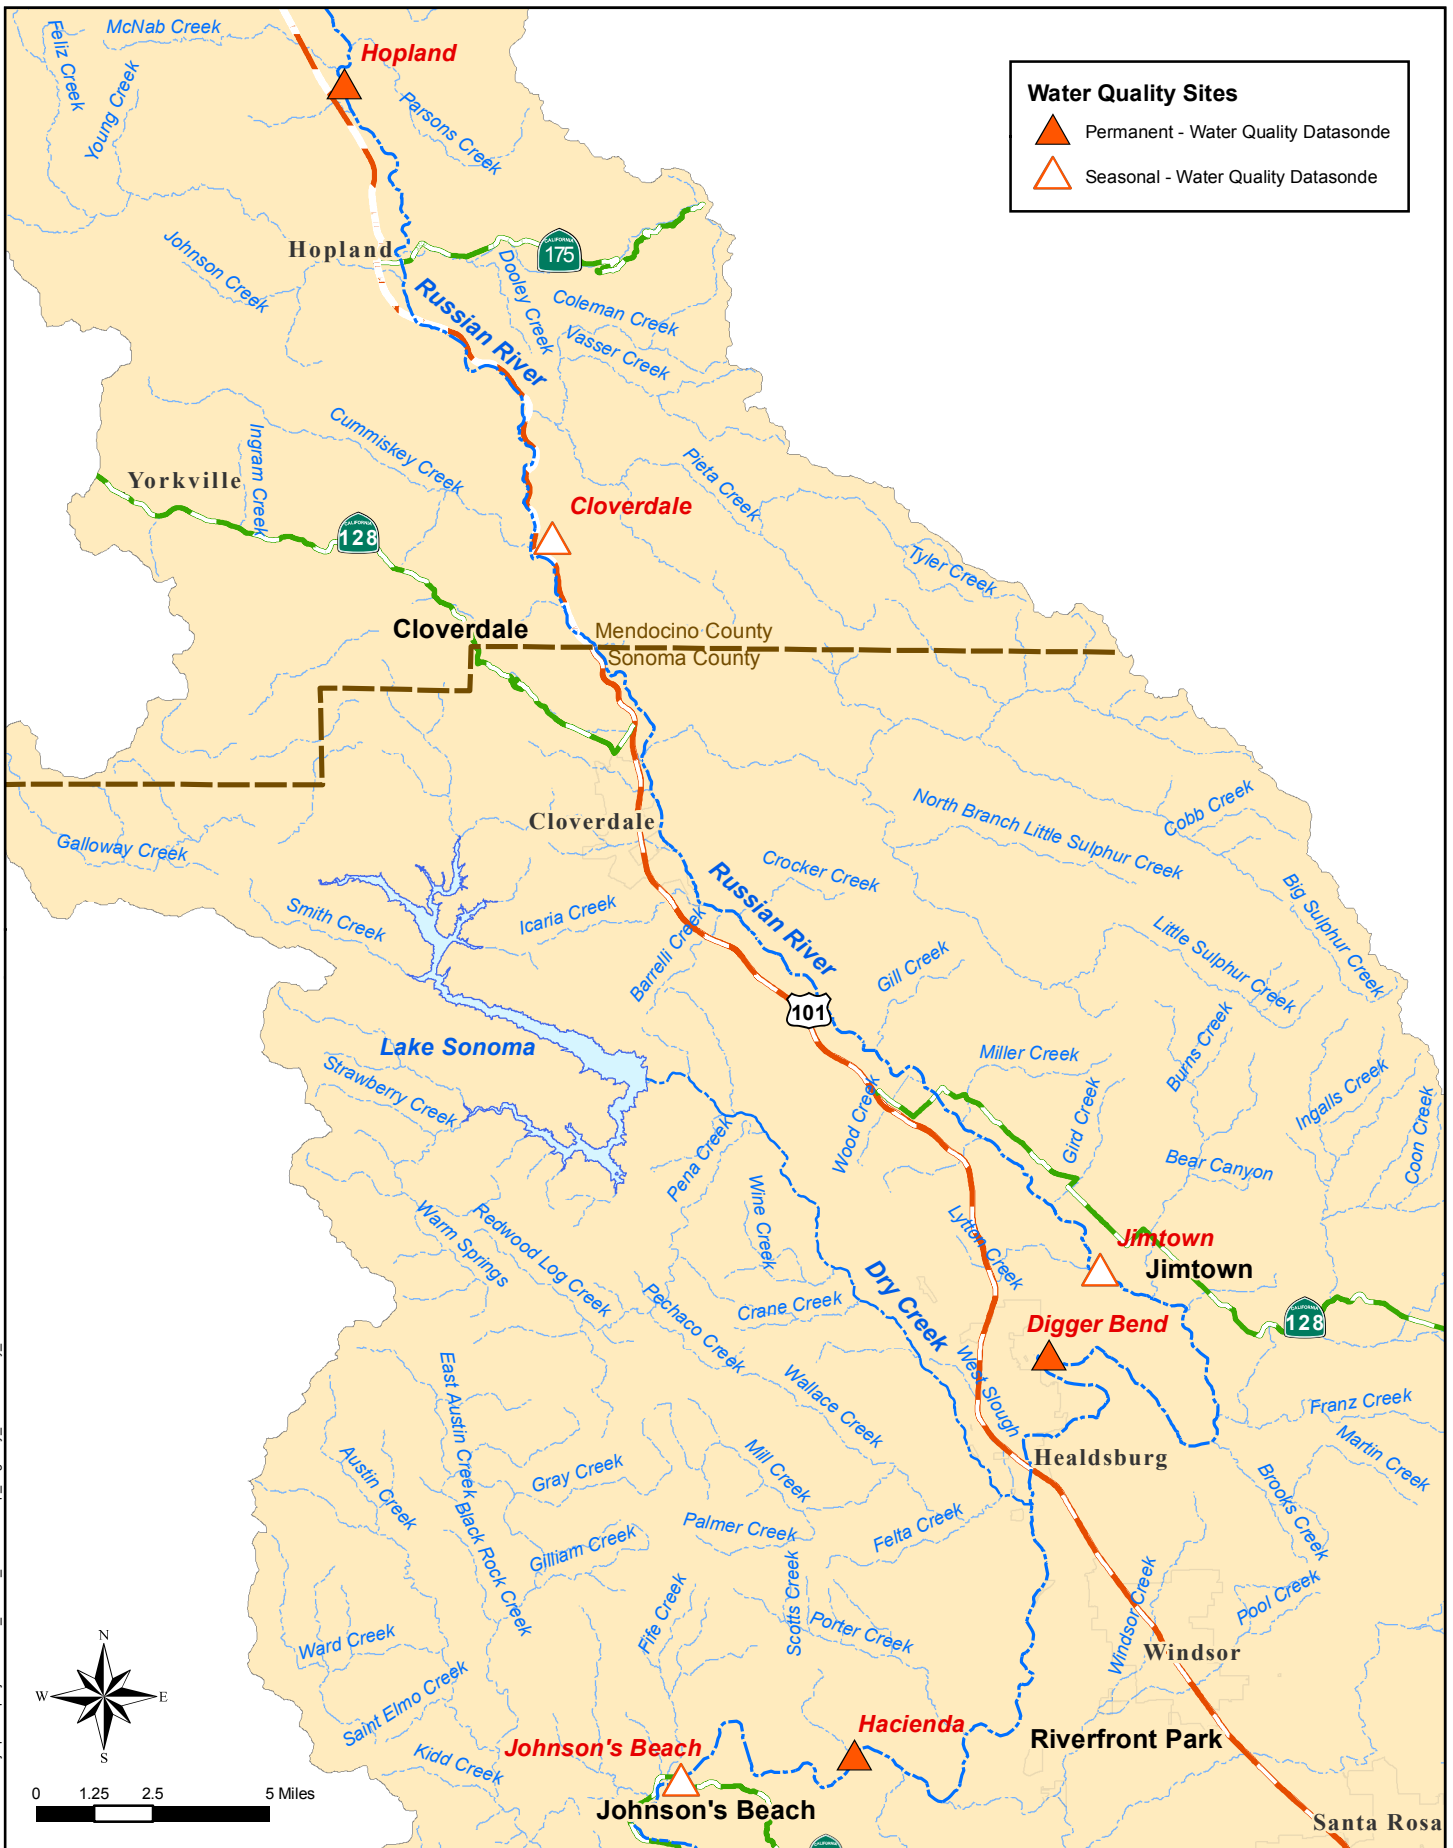 McNab Creek
Feliz Creek
Young Creek
Hopland
Parsons Creek
Water Quality Sites
Permanent - Water Quality Datasonde
Seasonal - Water Quality Datasonde
Johnson Creek
Hopland
CALIFORNIA
175
Dooley Creek
Coleman Creek
Vasser Creek
Russian River
Cummiskey Creek
Ingram Creek
Yorkville
Pieta Creek
Cloverdale
CALIFORNIA
128
Tyler Creek
Cloverdale
Mendocino County
Sonoma County
Cloverdale
Galloway Creek
North Branch Little Sulphur Creek
Cobb Creek
Crocker Creek
Russian River
Big Sulphur Creek
Smith Creek
Icaria Creek
Barrelli Creek
Gill Creek
Little Sulphur Creek
101
Lake Sonoma
Strawberry Creek
Miller Creek
Burns Creek
Ingalls Creek
Coon Creek
Wood Creek
Gird Creek
Pena Creek
Bear Canyon
Wine Creek
Warm Springs
Redwood Log Creek
Lytton Creek
Jimtown
Jimtown
Dry Creek
Pechaco Creek
Crane Creek
Digger Bend
CALIFORNIA
128
West Slough
East Austin Creek
Wallace Creek
Franz Creek
Martin Creek
Austin Creek
Gray Creek
Mill Creek
Healdsburg
Brooks Creek
Black Rock Creek
Palmer Creek
Felta Creek
Gilliam Creek
Scotts Creek
Fife Creek
Porter Creek
Windsor Creek
Pool Creek
Ward Creek
Windsor
Saint Elmo Creek
N
W
E
S
Hacienda
Riverfront Park
Johnson's Beach
Kidd Creek
0 1.25 2.5 5 Miles
Johnson's Beach
Santa Rosa